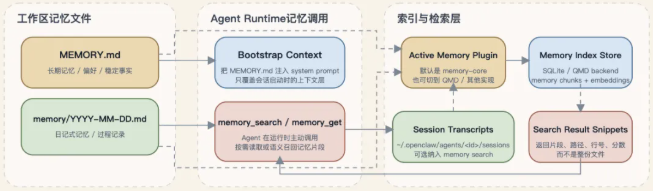 工作区记忆文件
MEMORY.md
长期记忆 / 偏好 / 稳定事实
memory/YYYY-MM-DD.md
日记式记忆 / 过程记录
Agent Runtime记忆调用
Bootstrap Context
把 MEMORY.md 注入 system prompt
只覆盖会话启动时的上下文层
memory_search / memory_get
Agent 在运行时主动调用
按需读取或语义召回记忆片段
索引与检索层
Active Memory Plugin
默认是 memory-core
也可切到 QMD / 其他实现
Memory Index Store
SQLite / QMD backend
memory chunks + embeddings
Session Transcripts
~/.openclaw/agents/<id>/sessions
可选纳入 memory search
Search Result Snippets
返回片段、路径、行号、分数
而不是整份文件